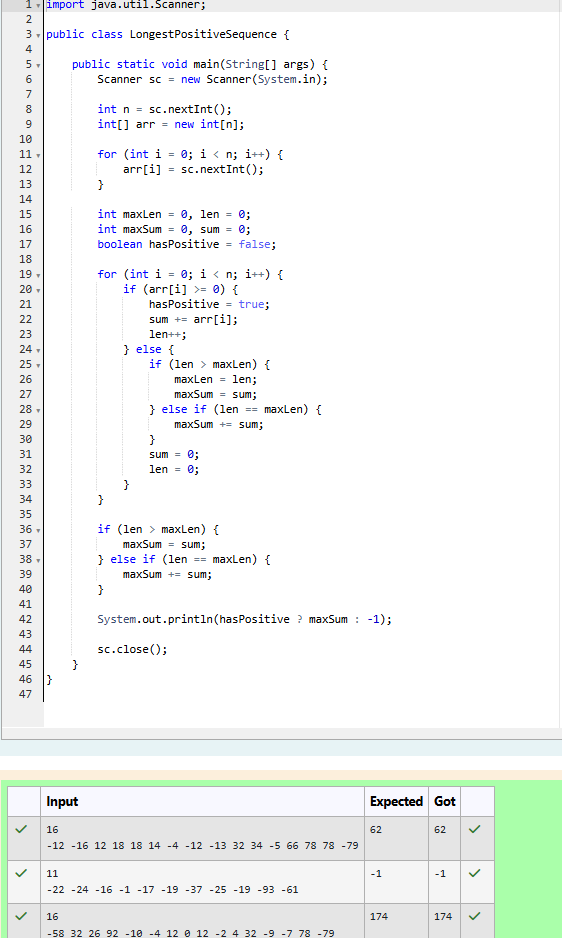 1 import java.util.Scanner;
2
3 public class LongestPositiveSequence {
4
5 public static void main(String[] args) {
6 Scanner sc = new Scanner(System.in);
7
8 int n = sc.nextInt();
9 int[] arr = new int[n];
10
11 for (int i = 0; i < n; i++) {
12 arr[i] = sc.nextInt();
13 }
14
15 int maxLen = 0, len = 0;
16 int maxSum = 0, sum = 0;
17 boolean hasPositive = false;
18
19 for (int i = 0; i < n; i++) {
20 if (arr[i] >= 0) {
21 hasPositive = true;
22 sum += arr[i];
23 len++;
24 } else {
25 if (len > maxLen) {
26 maxLen = len;
27 maxSum = sum;
28 } else if (len == maxLen) {
29 maxSum += sum;
30 }
31 sum = 0;
32 len = 0;
33 }
34 }
35
36 if (len > maxLen) {
37 maxSum = sum;
38 } else if (len == maxLen) {
39 maxSum += sum;
40 }
41
42 System.out.println(hasPositive ? maxSum : -1);
43
44 sc.close();
45 }
46 }
47
Input Expected Got
16 62 62
-12 -16 12 18 18 14 -4 -12 -13 32 34 -5 66 78 78 -79
11 -1 -1
-22 -24 -16 -1 -17 -19 -37 -25 -19 -93 -61
16 174 174
-58 32 26 92 -10 -4 12 0 12 -2 4 32 -9 -7 78 -79